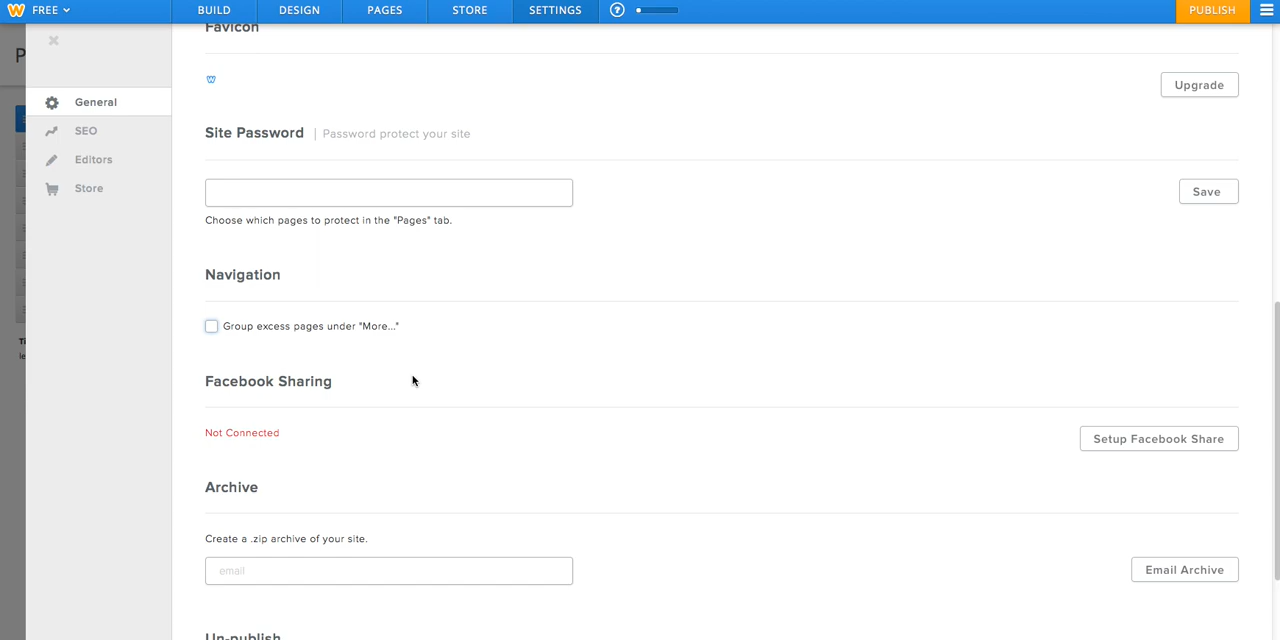 FREE BUILD DESIGN PAGES STORE SETTINGS ? PUBLISH
Favicon
Upgrade
General
SEO
Editors
Store
Site Password | Password protect your site
Save
Choose which pages to protect in the "Pages" tab.
Navigation
Group excess pages under "More..."
Facebook Sharing
Not Connected
Setup Facebook Share
Archive
Create a .zip archive of your site.
email
Email Archive
Un-publish